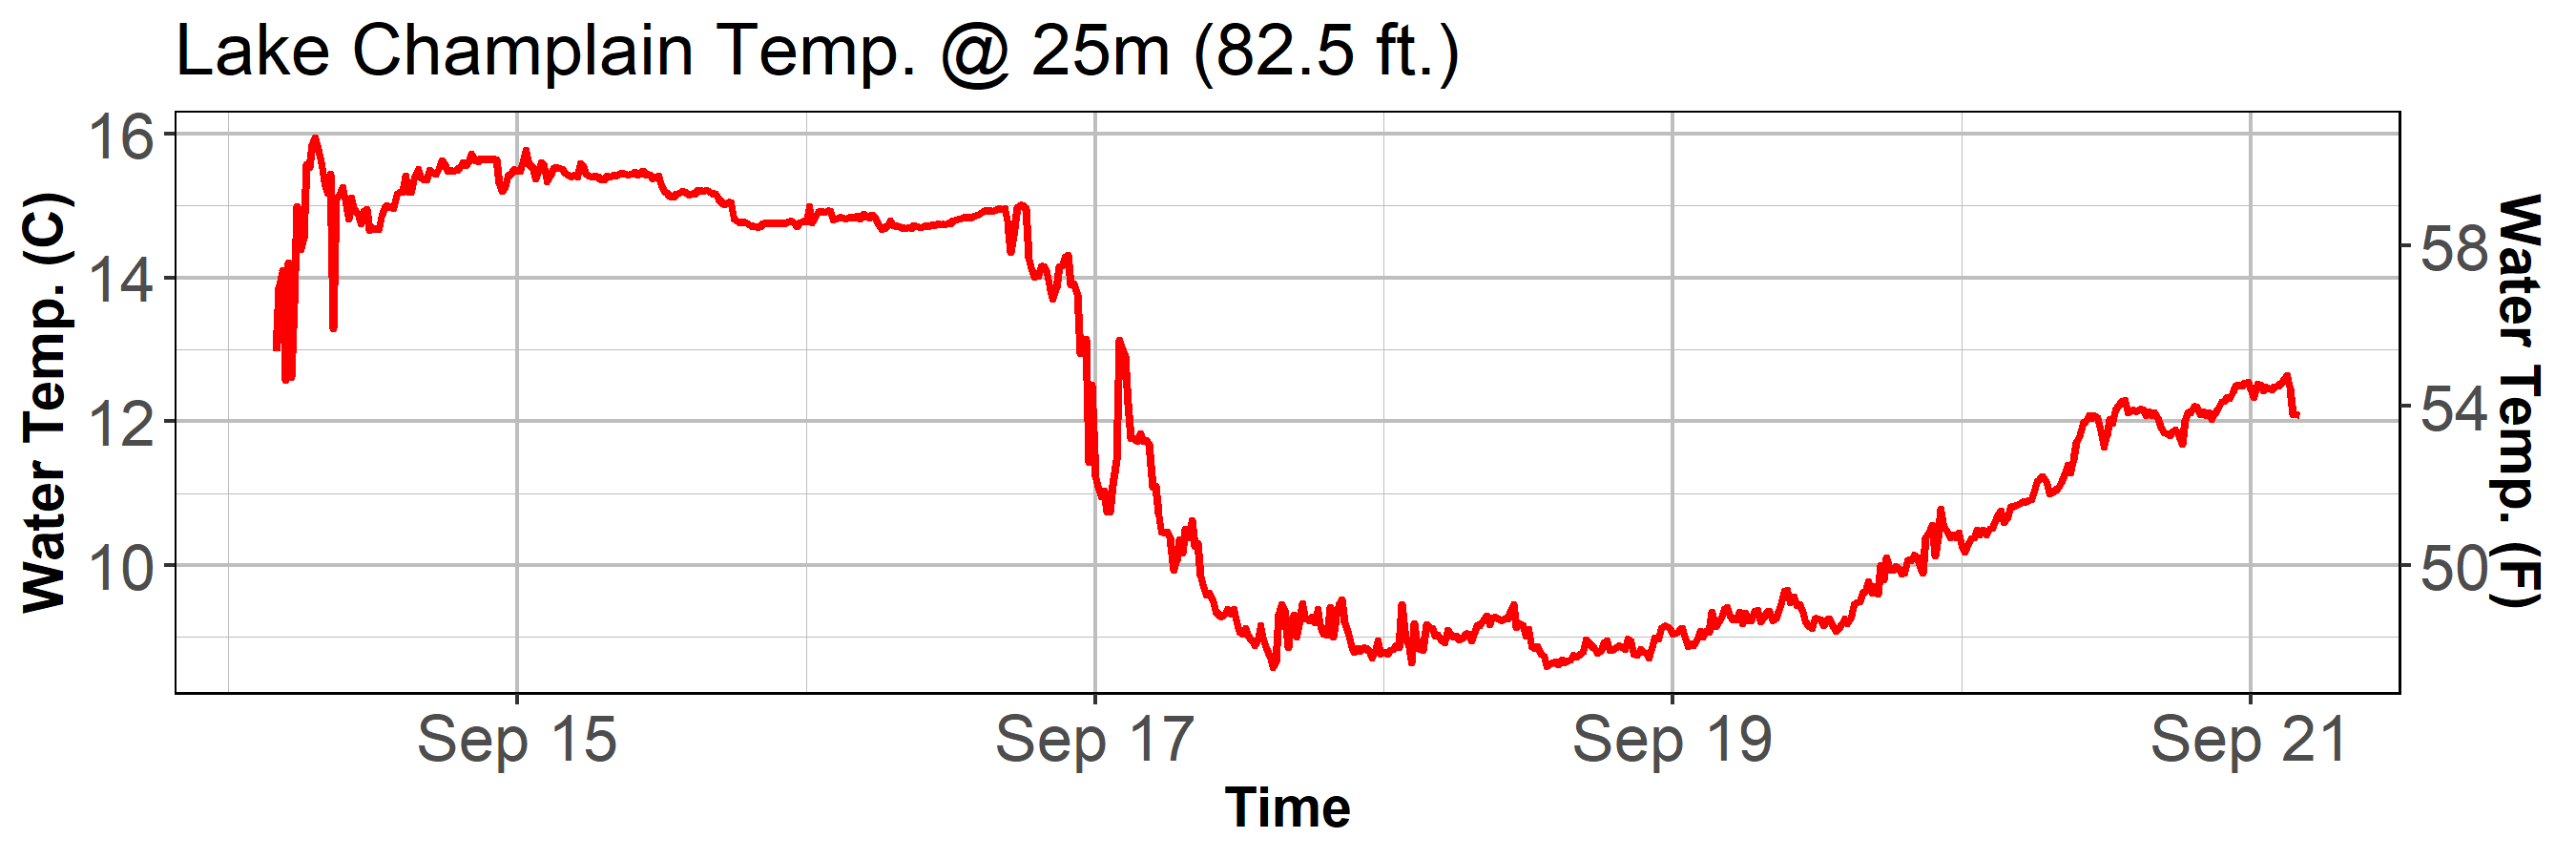 Lake Champlain Temp. @ 25m (82.5 ft.)
Water Temp. (C)
16
14
12
10
58
54
50
Water Temp. (F)
Sep 15
Sep 17
Sep 19
Sep 21
Time